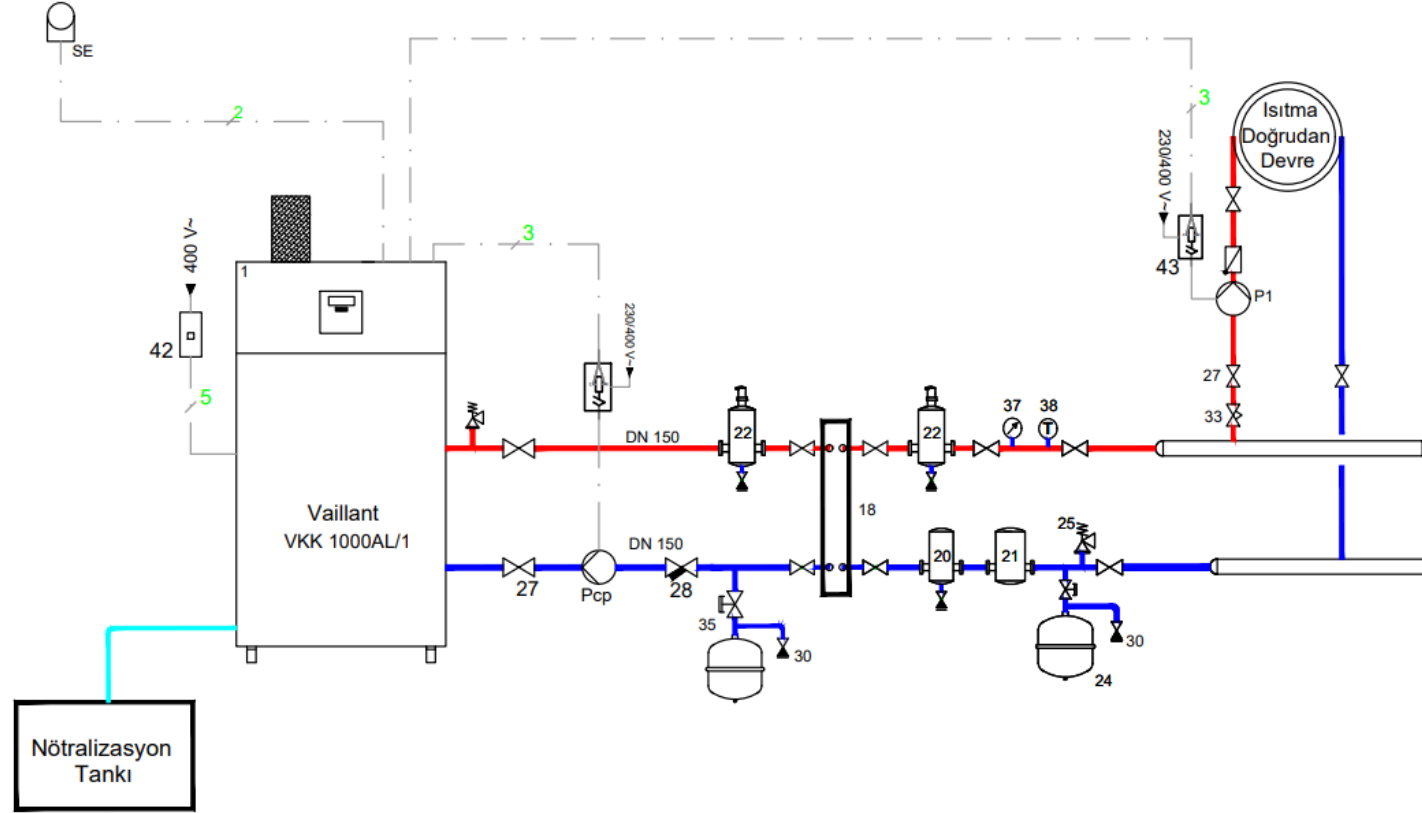 SE
2
3
3
Isıtma
Doğrudan
Devre
230/400 V~
400 V~
1
43
P1
42
230/400 V~
5
27
37
38
33
22
22
DN 150
Vaillant
VKK 1000AL/1
18
25
DN 150
20
21
27
Pcp
28
35
30
30
24
Nötralizasyon
Tankı
T